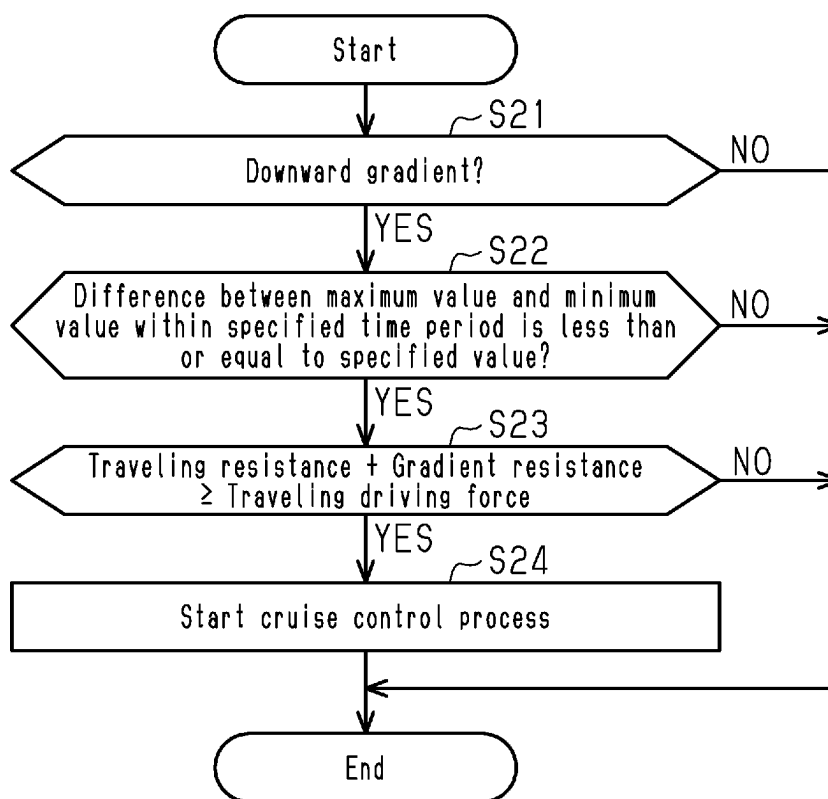 Start
S21
Downward gradient?
NO
YES
S22
Difference between maximum value and minimum
value within specified time period is less than
or equal to specified value?
NO
YES
S23
Traveling resistance + Gradient resistance
≥ Traveling driving force
NO
YES
S24
Start cruise control process
End